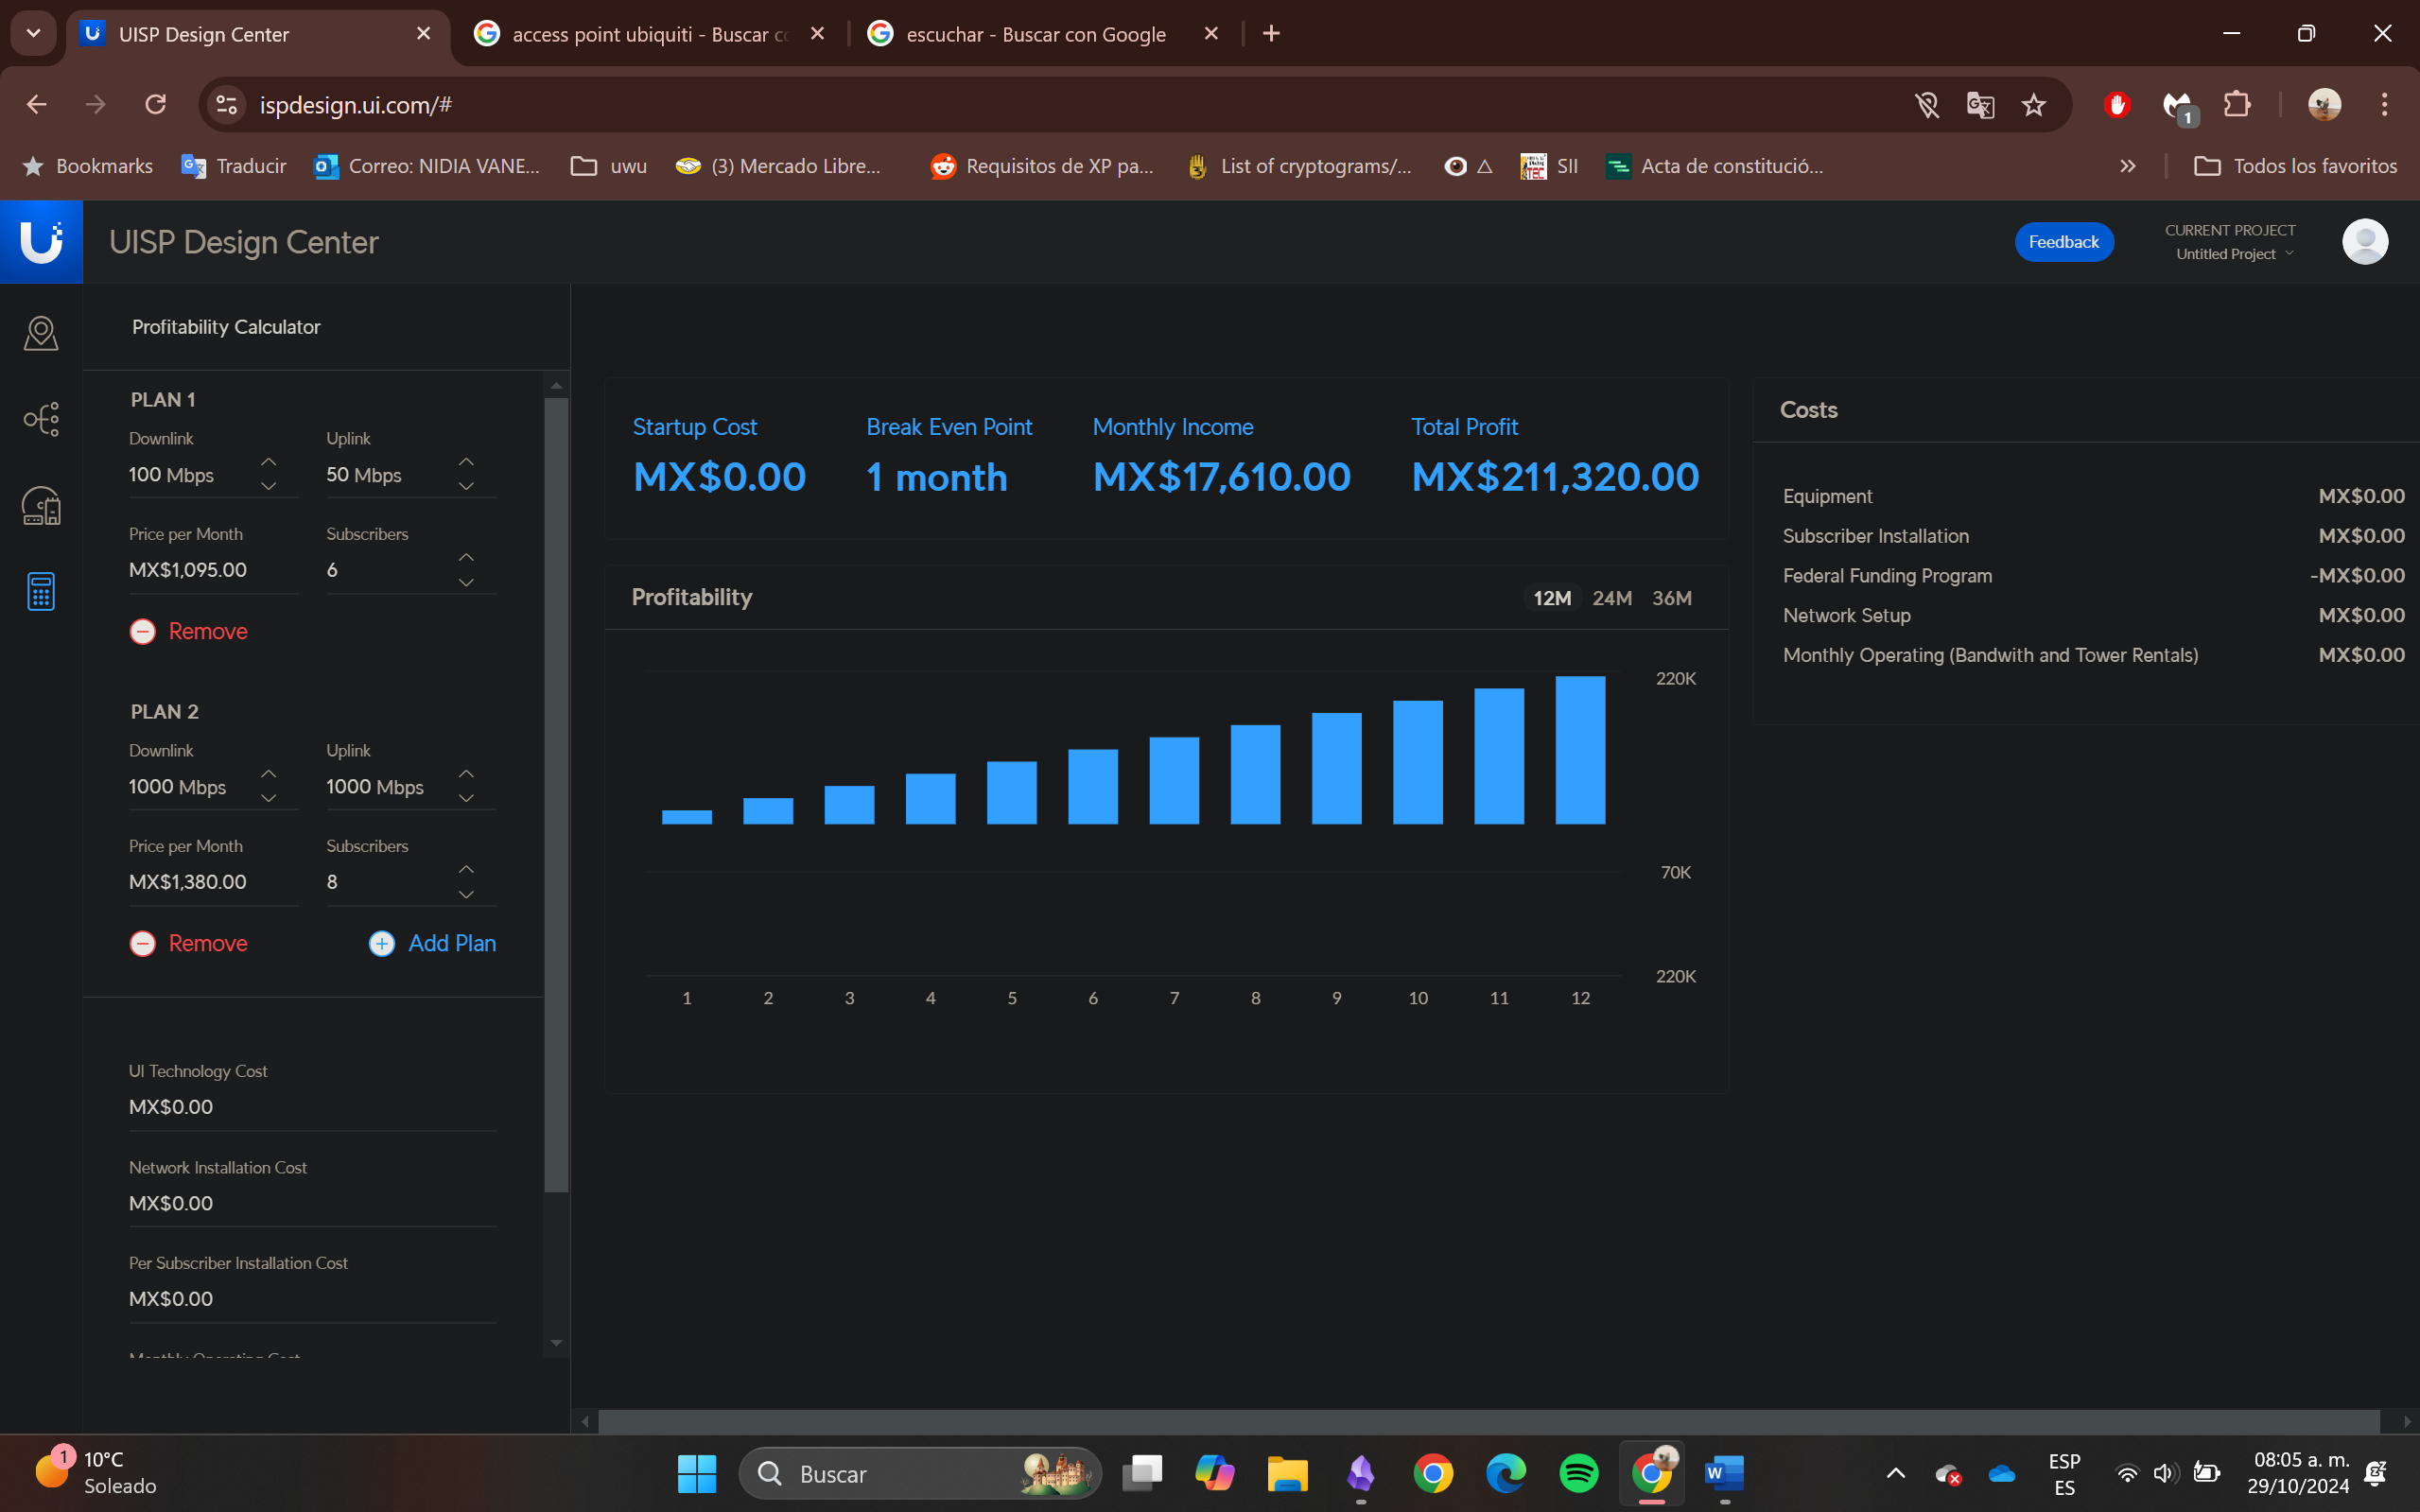 UISP Design Center
access point ubiquiti - Buscar co
escuchar - Buscar con Google
ispdesign.ui.com/#
1
Bookmarks
Traducir
Correo: NIDIA VANE...
uwu
(3) Mercado Libre...
Requisitos de XP pa...
List of cryptograms/...
△
SII
Acta de constitució...
Todos los favoritos
UISP Design Center
Feedback
CURRENT PROJECT
Untitled Project
Profitability Calculator
PLAN 1
Downlink Uplink
100 Mbps 50 Mbps
Price per Month Subscribers
MX$1,095.00 6
Remove
PLAN 2
Downlink Uplink
1000 Mbps 1000 Mbps
Price per Month Subscribers
MX$1,380.00 8
Remove Add Plan
UI Technology Cost
MX$0.00
Network Installation Cost
MX$0.00
Per Subscriber Installation Cost
MX$0.00
Monthly Operating Cost
Startup Cost Break Even Point Monthly Income Total Profit
MX$0.00 1 month MX$17,610.00 MX$211,320.00
Profitability 12M 24M 36M
220K
70K
220K
1 2 3 4 5 6 7 8 9 10 11 12
Costs
Equipment MX$0.00
Subscriber Installation MX$0.00
Federal Funding Program -MX$0.00
Network Setup MX$0.00
Monthly Operating (Bandwith and Tower Rentals) MX$0.00
1
10°C
Soleado
Buscar
ESP
ES
08:05 a. m.
29/10/2024